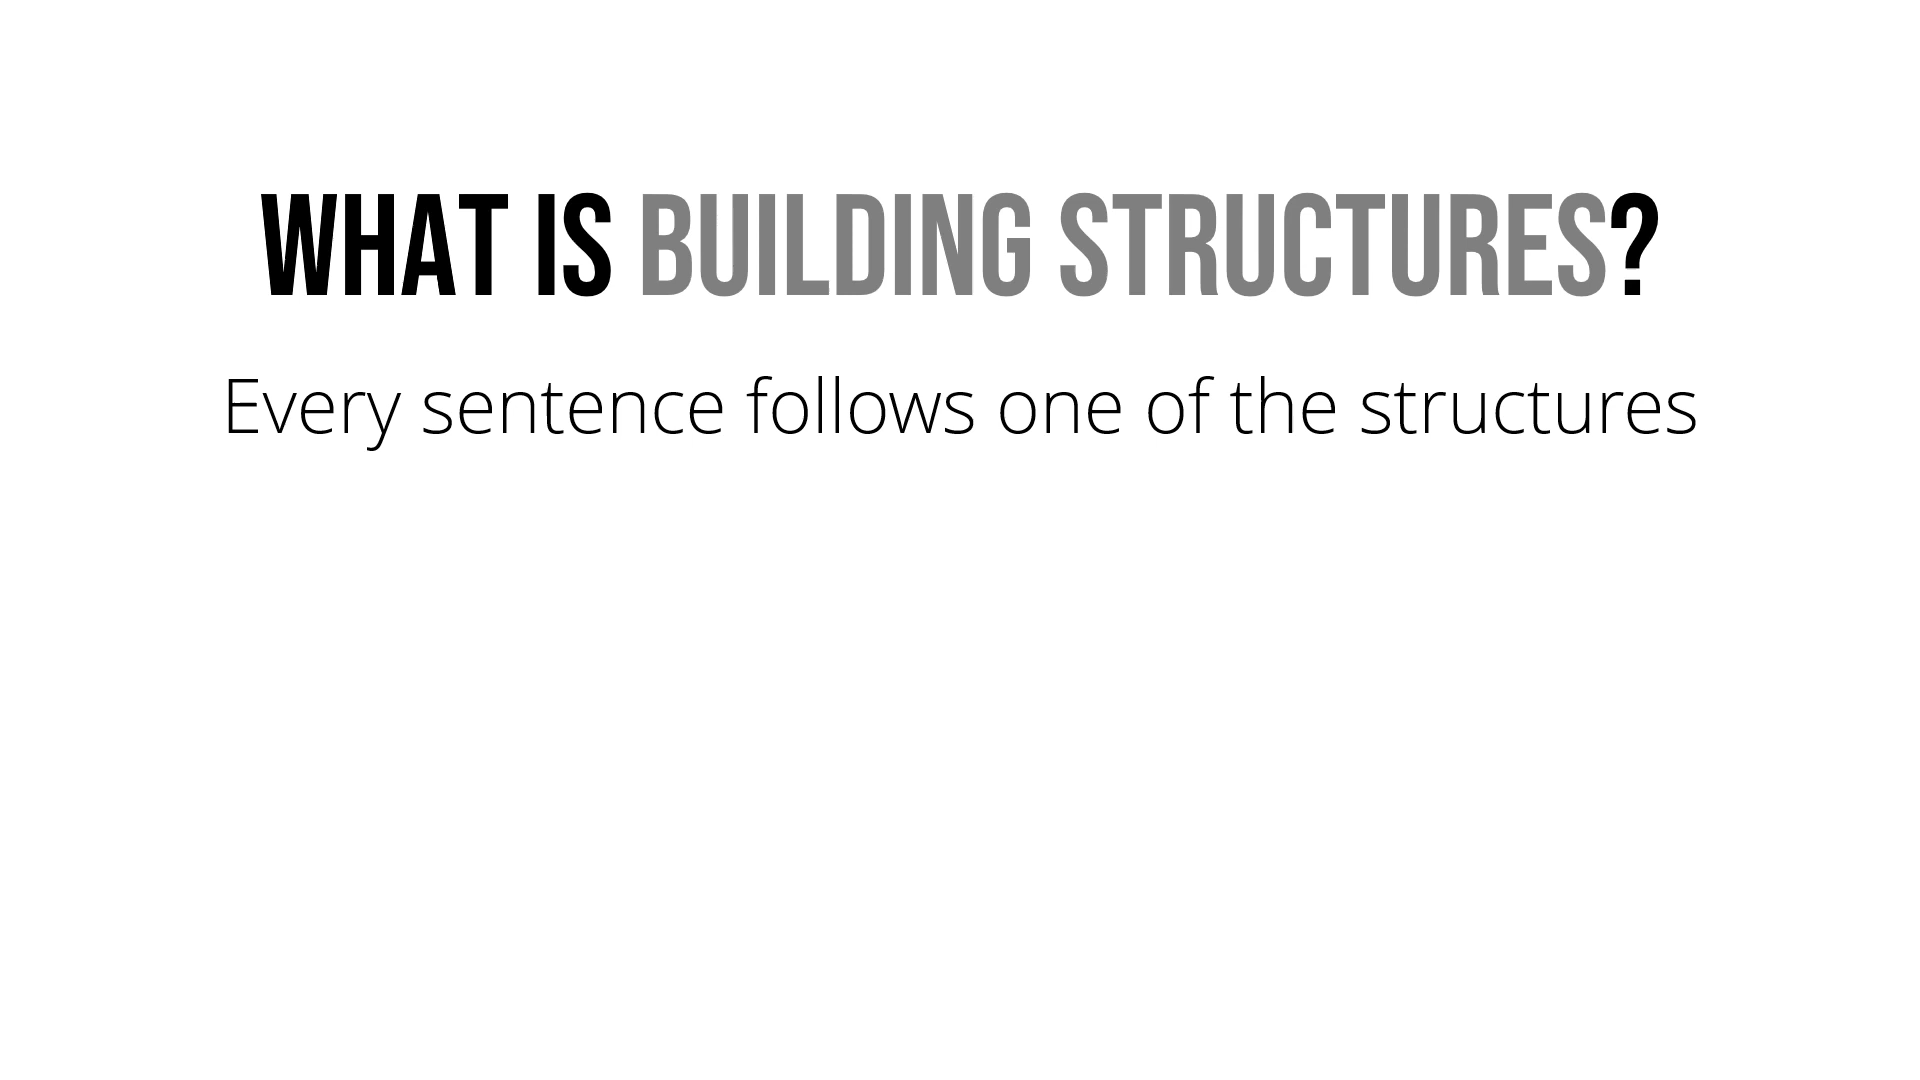 WHAT IS BUILDING STRUCTURES?
Every sentence follows one of the structures